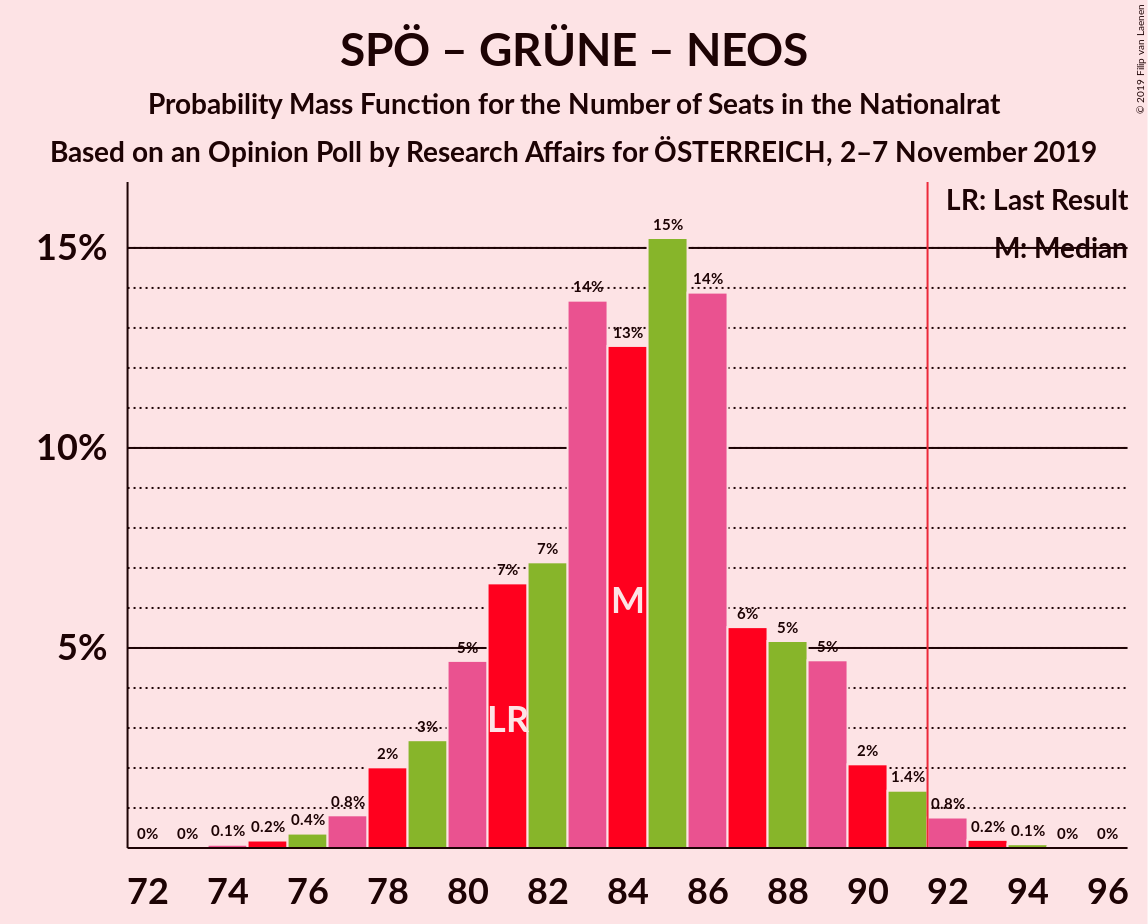 SPÖ – GRÜNE – NEOS
Probability Mass Function for the Number of Seats in the Nationalrat
Based on an Opinion Poll by Research Affairs for ÖSTERREICH, 2–7 November 2019
© 2019 Filip van Laenen
LR: Last Result
M: Median
15%
10%
5%
0% 0% 0.1% 0.2% 0.4% 0.8% 2% 3% 5% 7% 7% 14% 13% 15% 14% 6% 5% 5% 2% 1.4% 0.8% 0.2% 0.1% 0% 0%
M
LR
72 74 76 78 80 82 84 86 88 90 92 94 96